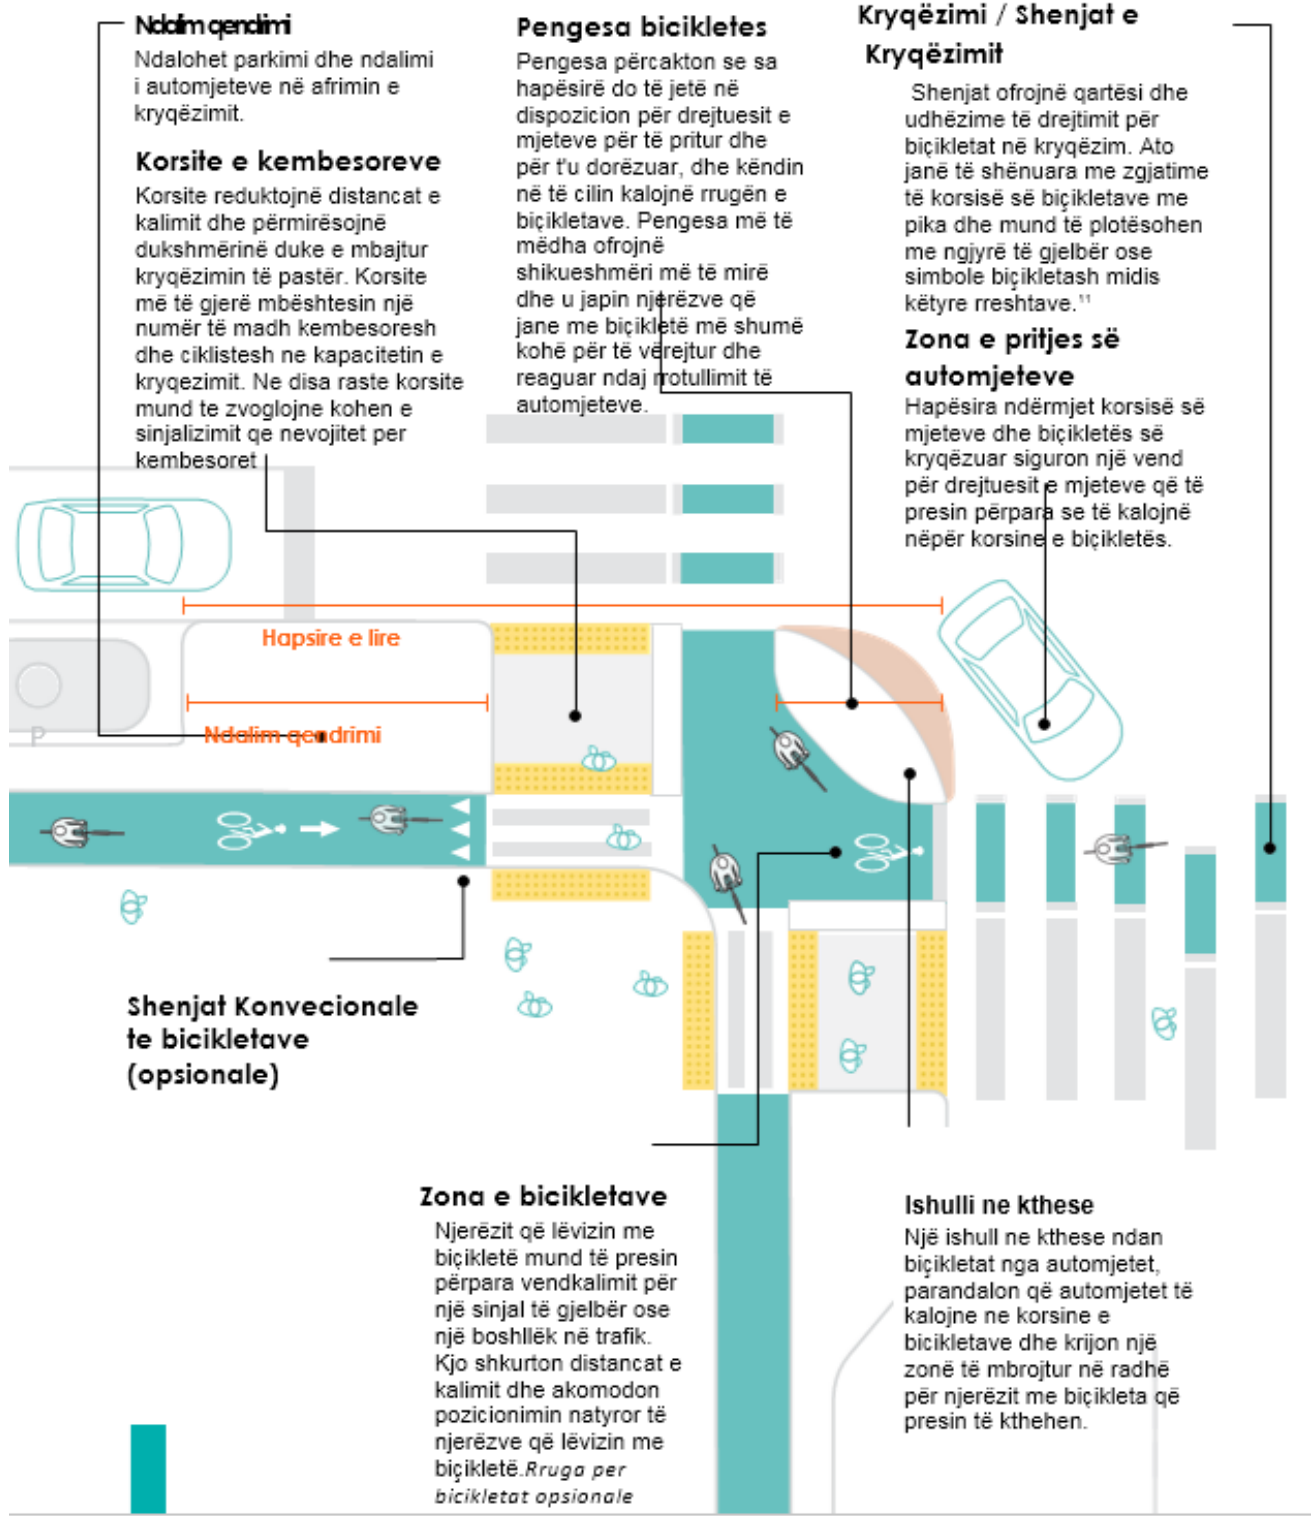 Ndalim qendrimi
Ndalohet parkimi dhe ndalimi
i automjeteve në afrimin e
kryqëzimit.
Korsite e kembesoreve
Korsite reduktojnë distancat e
kalimit dhe përmirësojnë
dukshmërinë duke e mbajtur
kryqëzimin të pastër. Korsite
më të gjerë mbështesin një
numër të madh kembesoresh
dhe ciklistesh ne kapacitetin e
kryqezimit. Ne disa raste korsite
mund te zvoglojne kohen e
sinjalizimit qe nevojitet per
kembesoret
Pengesa bicikletes
Pengesa përcakton se sa
hapësirë do të jetë në
dispozicion për drejtuesit e
mjeteve për të pritur dhe
për t'u dorëzuar, dhe këndin
në të cilin kalojnë rrugën e
biçikletave. Pengesa më të
mëdha ofrojnë
shikueshmëri më të mirë
dhe u japin njerëzve që
jane me biçikletë më shumë
kohë për të vërejtur dhe
reaguar ndaj rrotullimit të
automjeteve.
Kryqëzimi / Shenjat e
Kryqëzimit
Shenjat ofrojnë qartësi dhe
udhëzime të drejtimit për
biçikletat në kryqëzim. Ato
janë të shënuara me zgjatime
të korsisë së biçikletave me
pika dhe mund të plotësohen
me ngjyrë të gjelbër ose
simbole biçikletash midis
këtyre rreshtave.¹¹
Zona e pritjes së
automjeteve
Hapësira ndërmjet korsisë së
mjeteve dhe biçikletës së
kryqëzuar siguron një vend
për drejtuesit e mjeteve që të
presin përpara se të kalojnë
nëpër korsine e biçikletës.
Hapsire e lire
Ndalim qendrimi
P
Shenjat Konvecionale
te bicikletave
(opsionale)
Zona e bicikletave
Njerëzit që lëvizin me
biçikletë mund të presin
përpara vendkalimit për
një sinjal të gjelbër ose
një boshllëk në trafik.
Kjo shkurton distancat e
kalimit dhe akomodon
pozicionimin natyror të
njerëzve që lëvizin me
biçikletë.Rruga per
bicikletat opsionale
Ishulli ne kthese
Një ishull ne kthese ndan
biçikletat nga automjetet,
parandalon që automjetet të
kalojne ne korsine e
bicikletave dhe krijon një
zonë të mbrojtur në radhë
për njerëzit me biçikleta që
presin të kthehen.